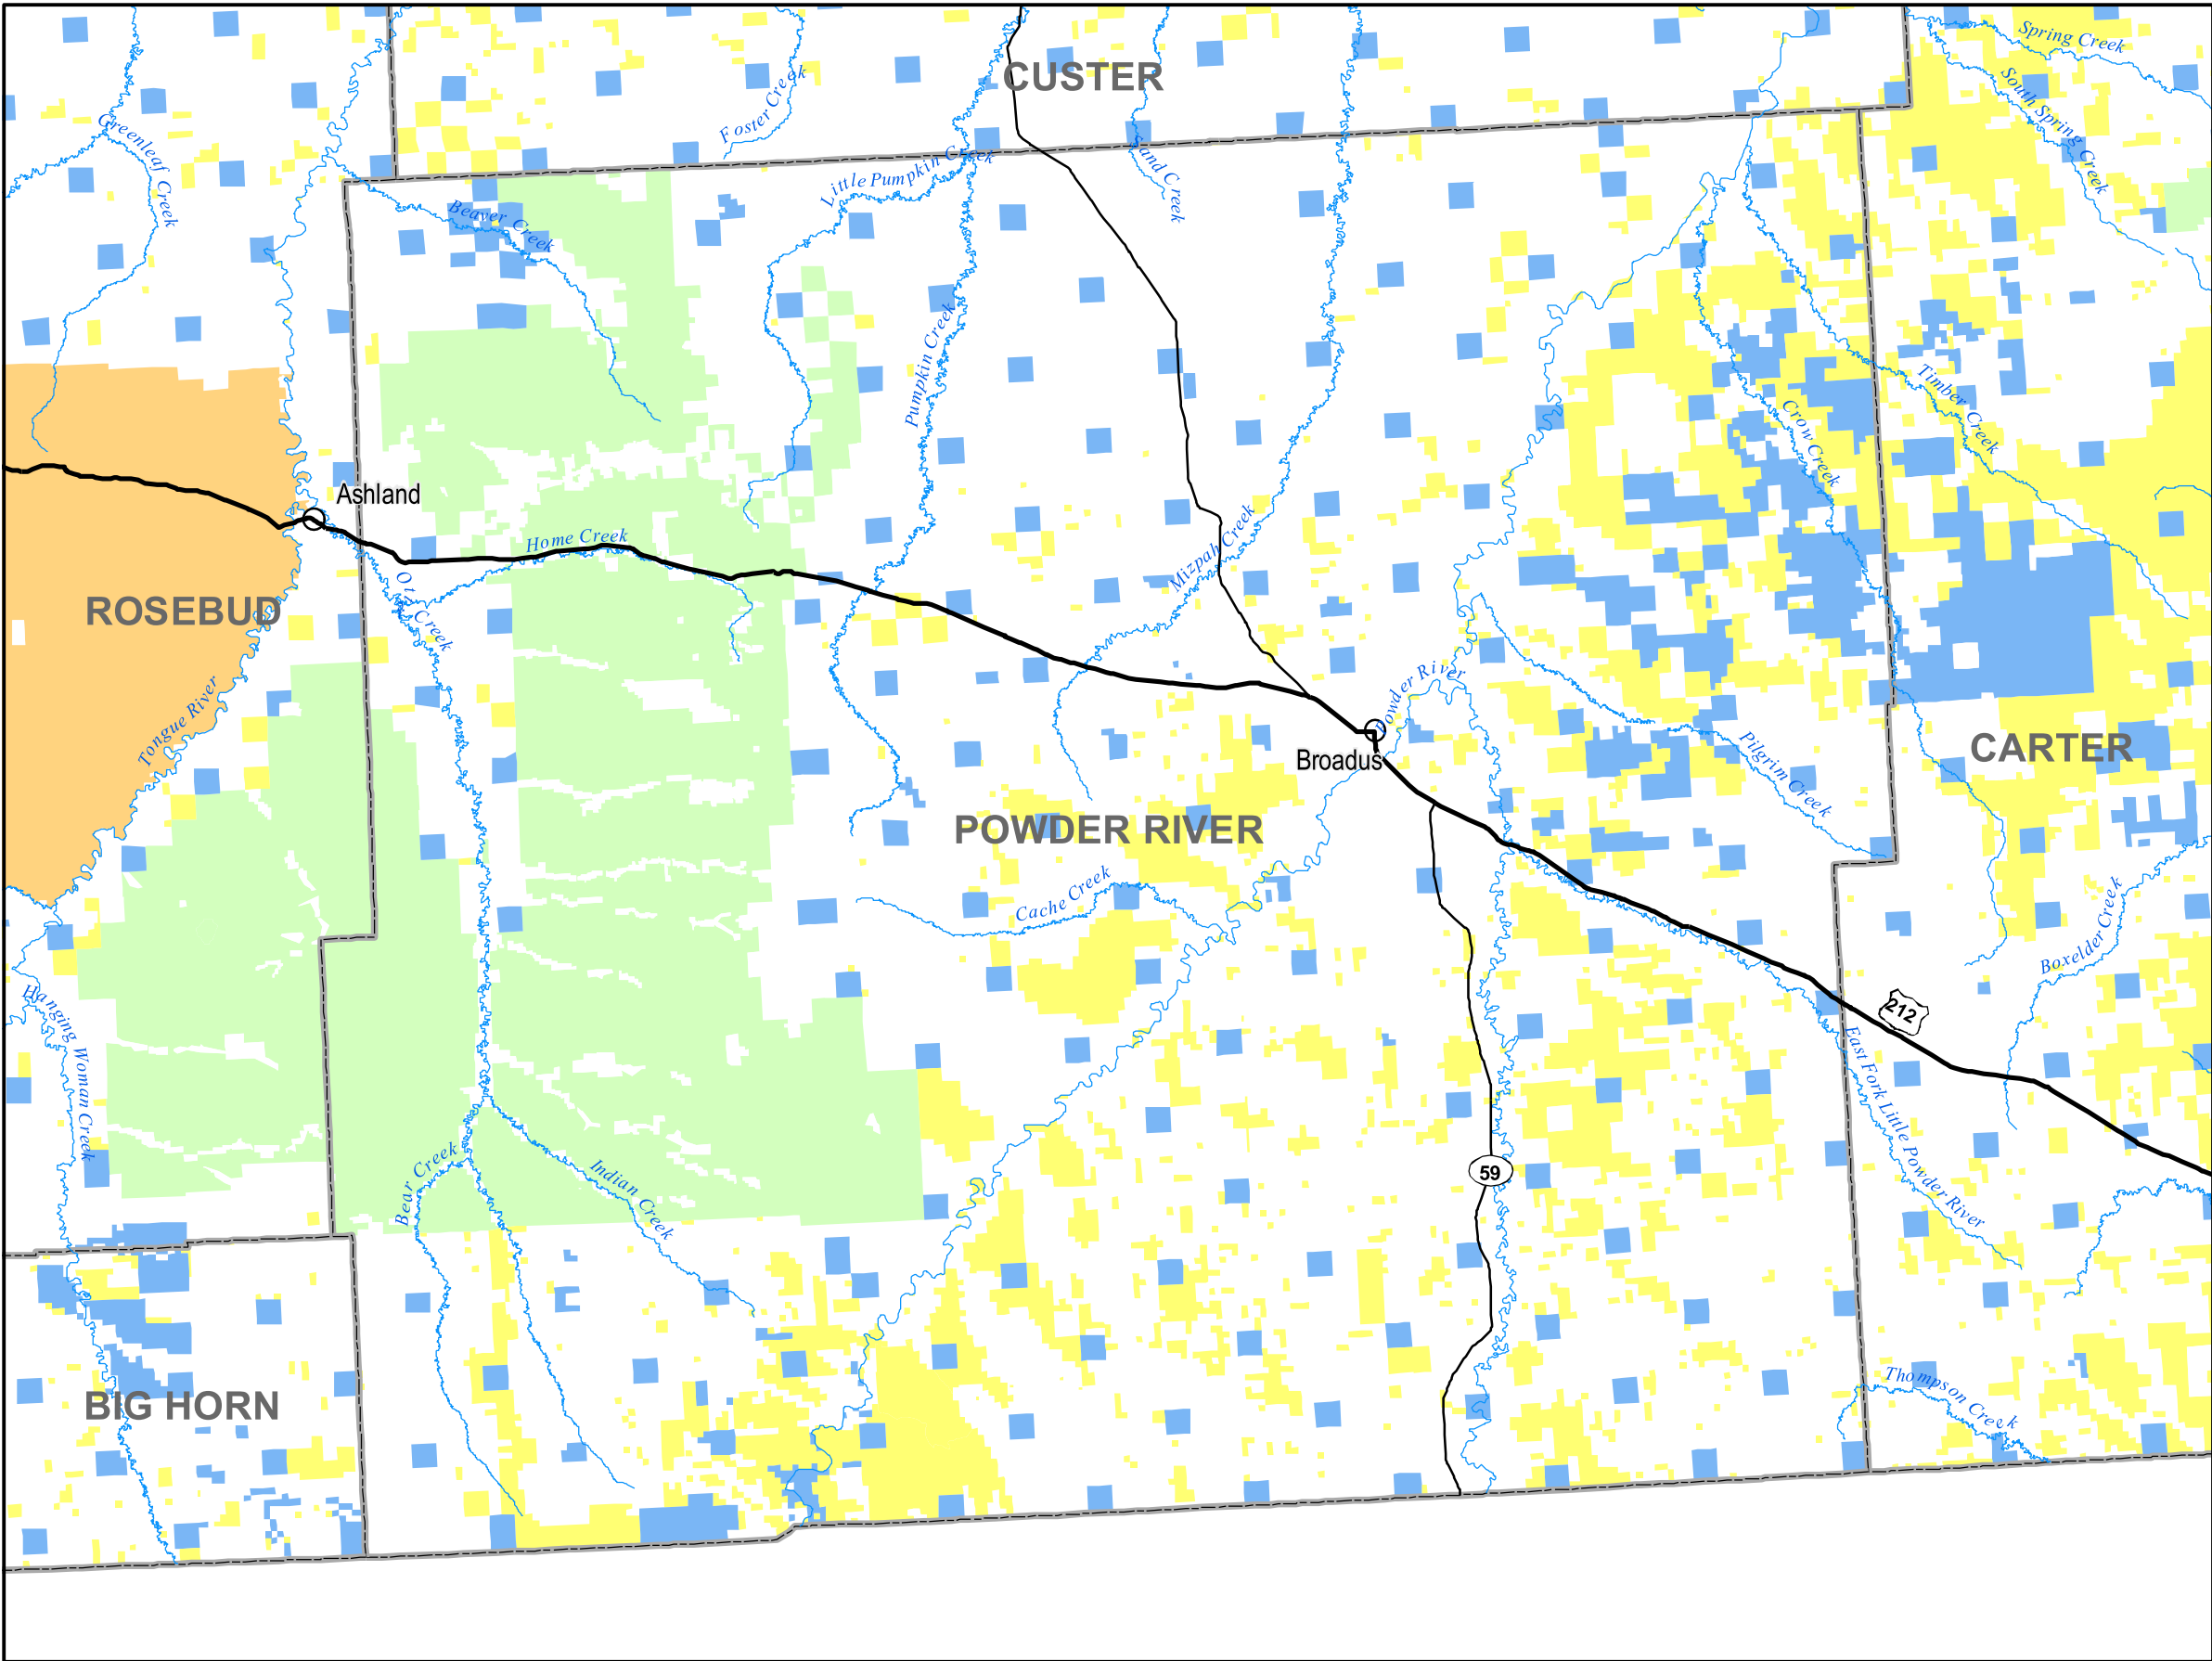 Spring Creek
CUSTER
South Spring Creek
Foster Creek
Greenleaf Creek
Little Pumpkin Creek
Sand Creek
Beaver Creek
Pumpkin Creek
Timber Creek
Crow Creek
Ashland
Home Creek
Mizpah Creek
Otter Creek
ROSEBUD
Powder River
Tongue River
Broadus
Pilgrim Creek
CARTER
POWDER RIVER
Cache Creek
Boxelder Creek
Hanging Woman Creek
212
East Fork Little Powder River
59
Bear Creek
Indian Creek
BIG HORN
Thompson Creek